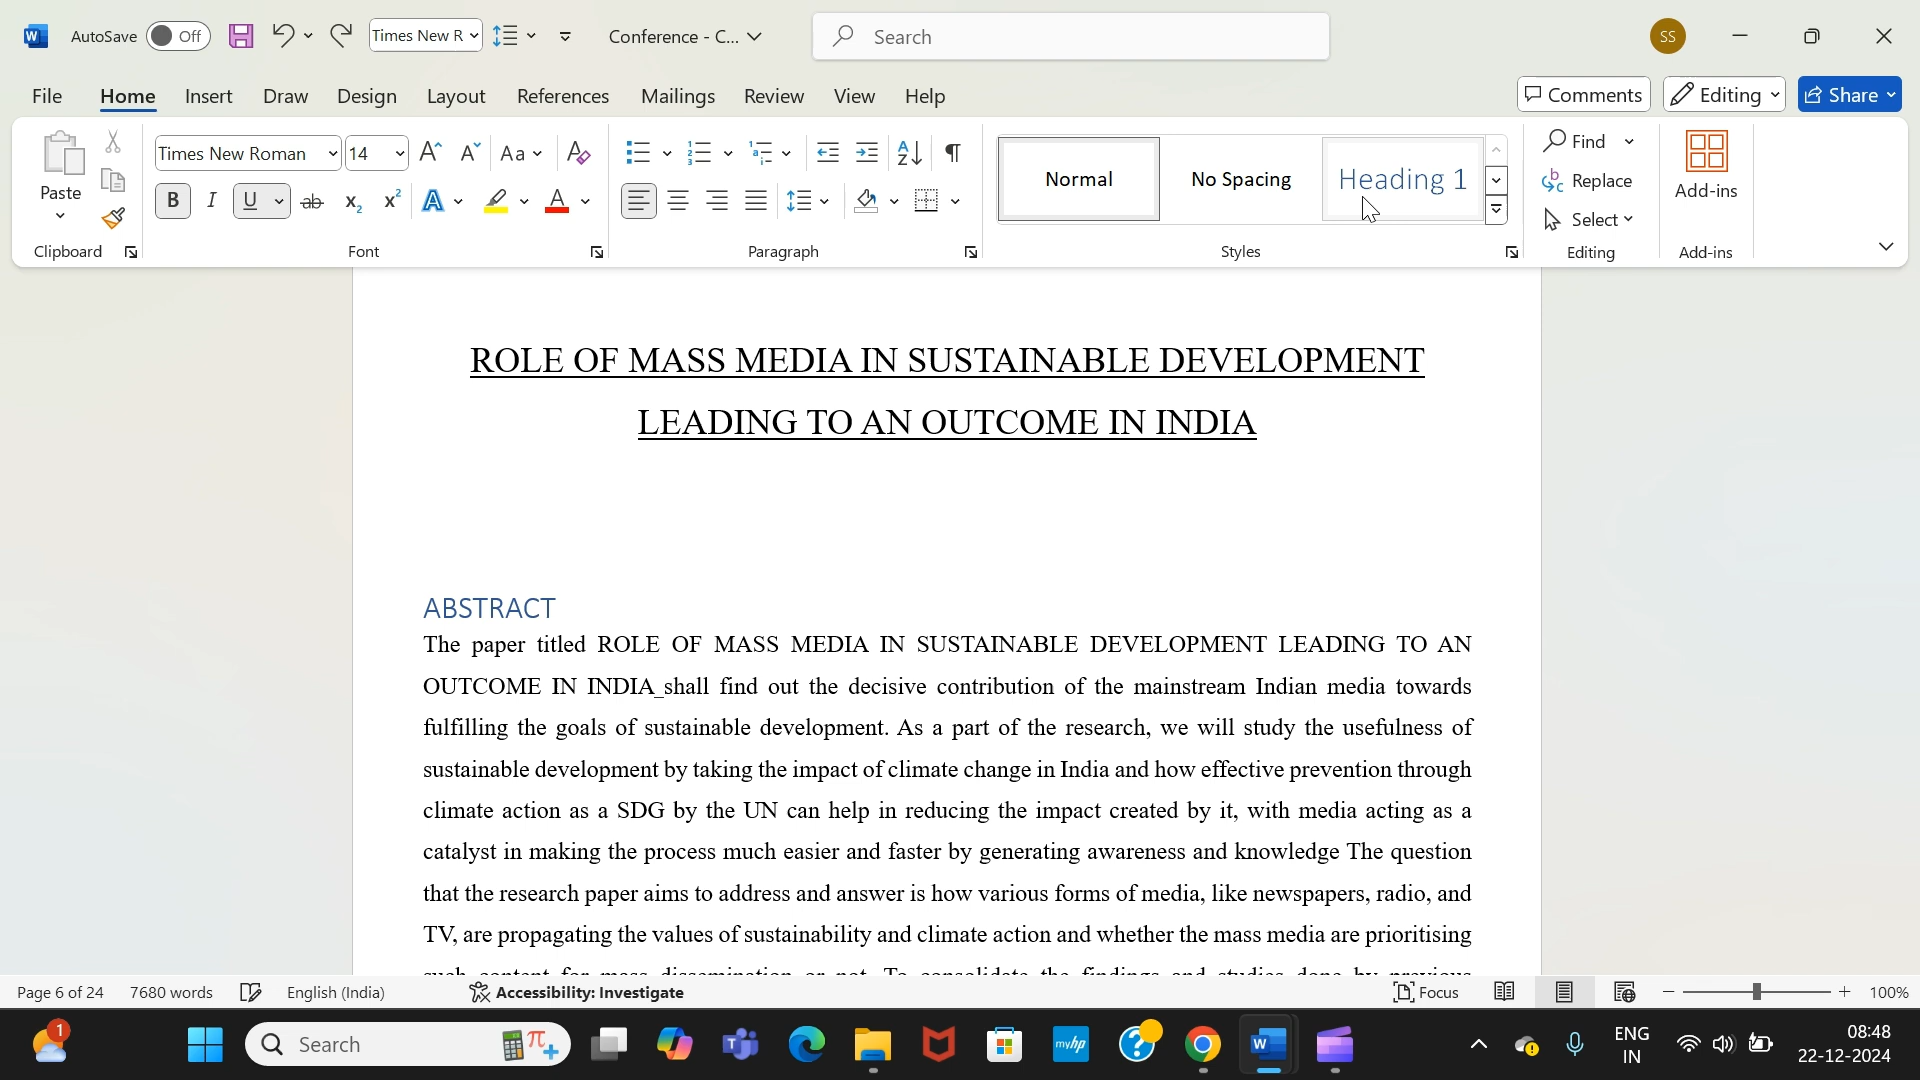 AutoSave Off Times New R Conference - C... Search SS
File Home Insert Draw Design Layout References Mailings Review View Help Comments Editing Share
Paste
Clipboard
Times New Roman 14 Aa
B I U ab x₂ x² A A
Font
Paragraph
Normal No Spacing Heading 1
Styles
Find
Replace
Select
Editing
Add-ins
Add-ins
ROLE OF MASS MEDIA IN SUSTAINABLE DEVELOPMENT
LEADING TO AN OUTCOME IN INDIA
ABSTRACT
The paper titled ROLE OF MASS MEDIA IN SUSTAINABLE DEVELOPMENT LEADING TO AN
OUTCOME IN INDIA_shall find out the decisive contribution of the mainstream Indian media towards
fulfilling the goals of sustainable development. As a part of the research, we will study the usefulness of
sustainable development by taking the impact of climate change in India and how effective prevention through
climate action as a SDG by the UN can help in reducing the impact created by it, with media acting as a
catalyst in making the process much easier and faster by generating awareness and knowledge The question
that the research paper aims to address and answer is how various forms of media, like newspapers, radio, and
TV, are propagating the values of sustainability and climate action and whether the mass media are prioritising
Page 6 of 24 7680 words English (India) Accessibility: Investigate Focus 100%
1 Search ENG 08:48
IN 22-12-2024